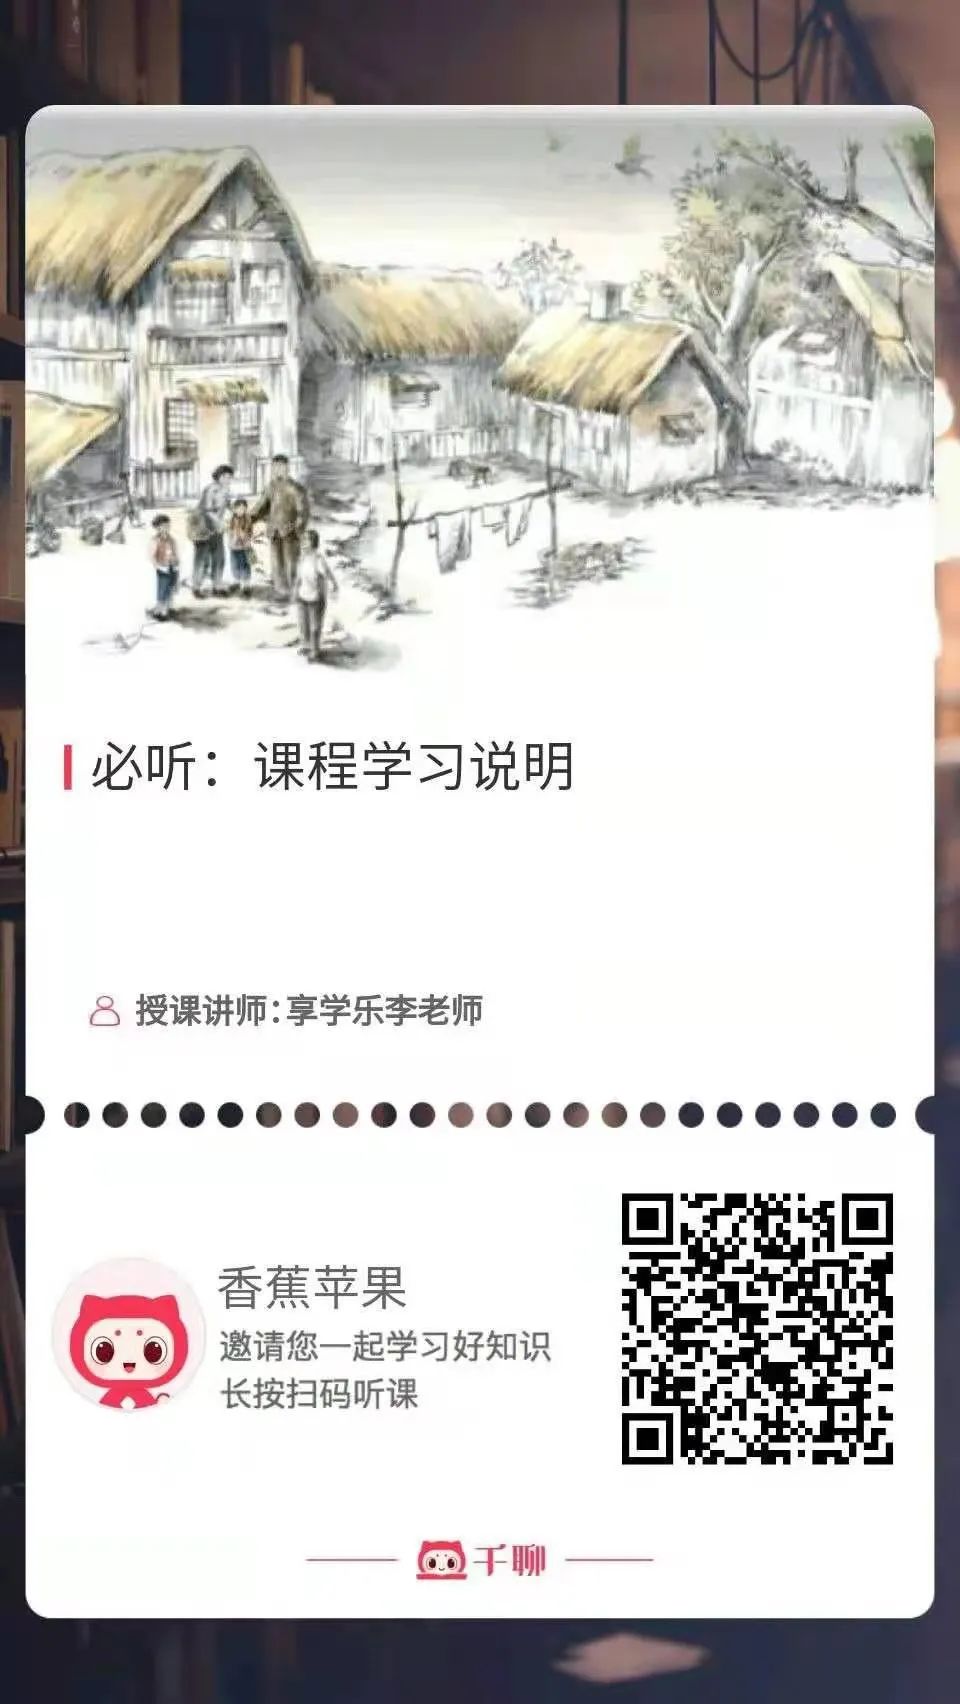 必听：课程学习说明
授课讲师：享学乐李老师
香蕉苹果
邀请您一起学习好知识
长按扫码听课
千聊